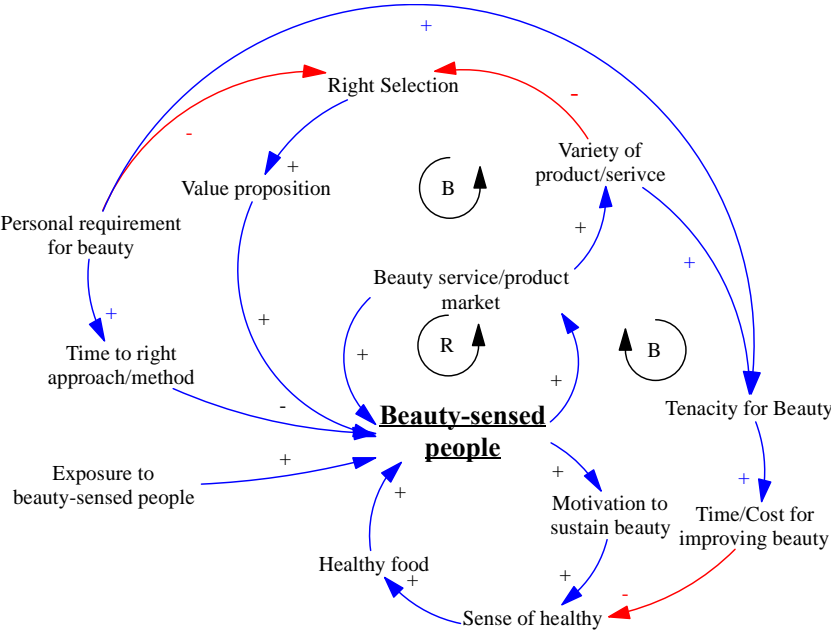 +
Right Selection
-
-
+
Variety of
product/serivce
Value proposition
B
Personal requirement
for beauty
+
+
Beauty service/product
market
+
+
R
B
Time to right
approach/method
+
+
-
Beauty-sensed
people
Tenacity for Beauty
+
Exposure to
beauty-sensed people
+
+
+
Motivation to
sustain beauty
Time/Cost for
improving beauty
Healthy food
+
+
-
Sense of healthy